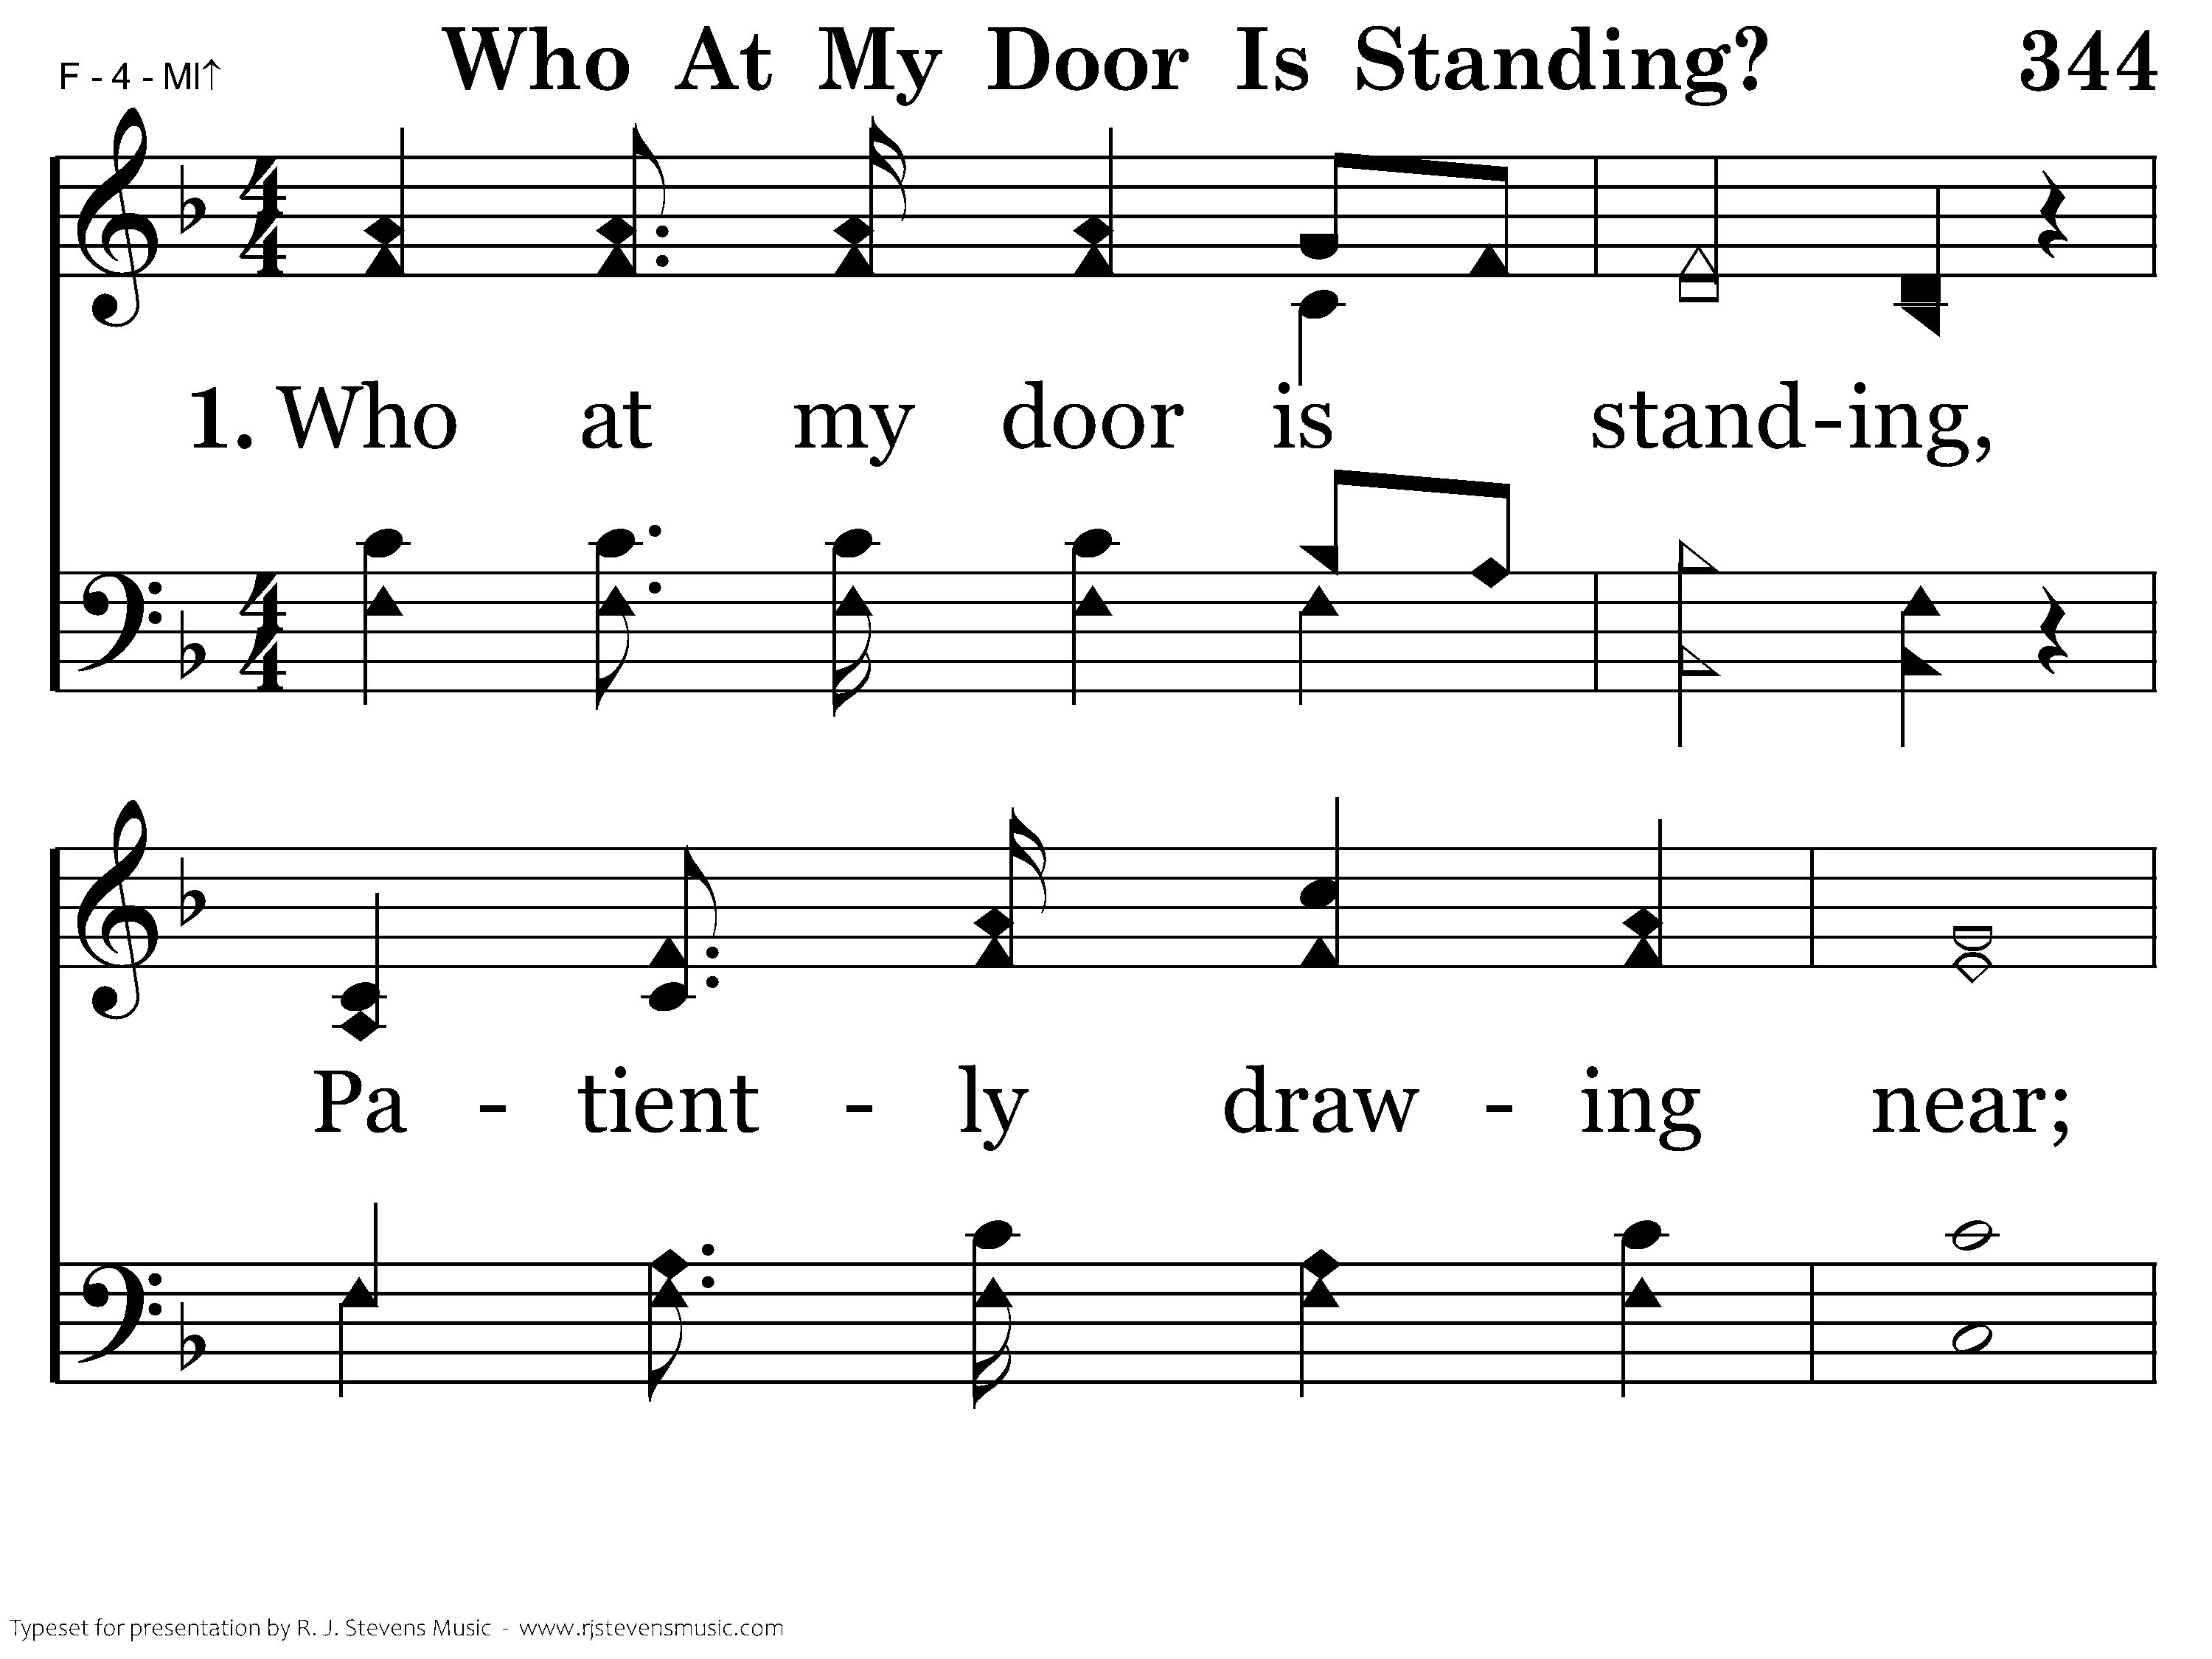 Who At My Door Is Standing? 344
F - 4 - MI↑
1. Who at my door is stand-ing,
Pa - tient - ly draw - ing near;
Typeset for presentation by R. J. Stevens Music - www.rjstevensmusic.com